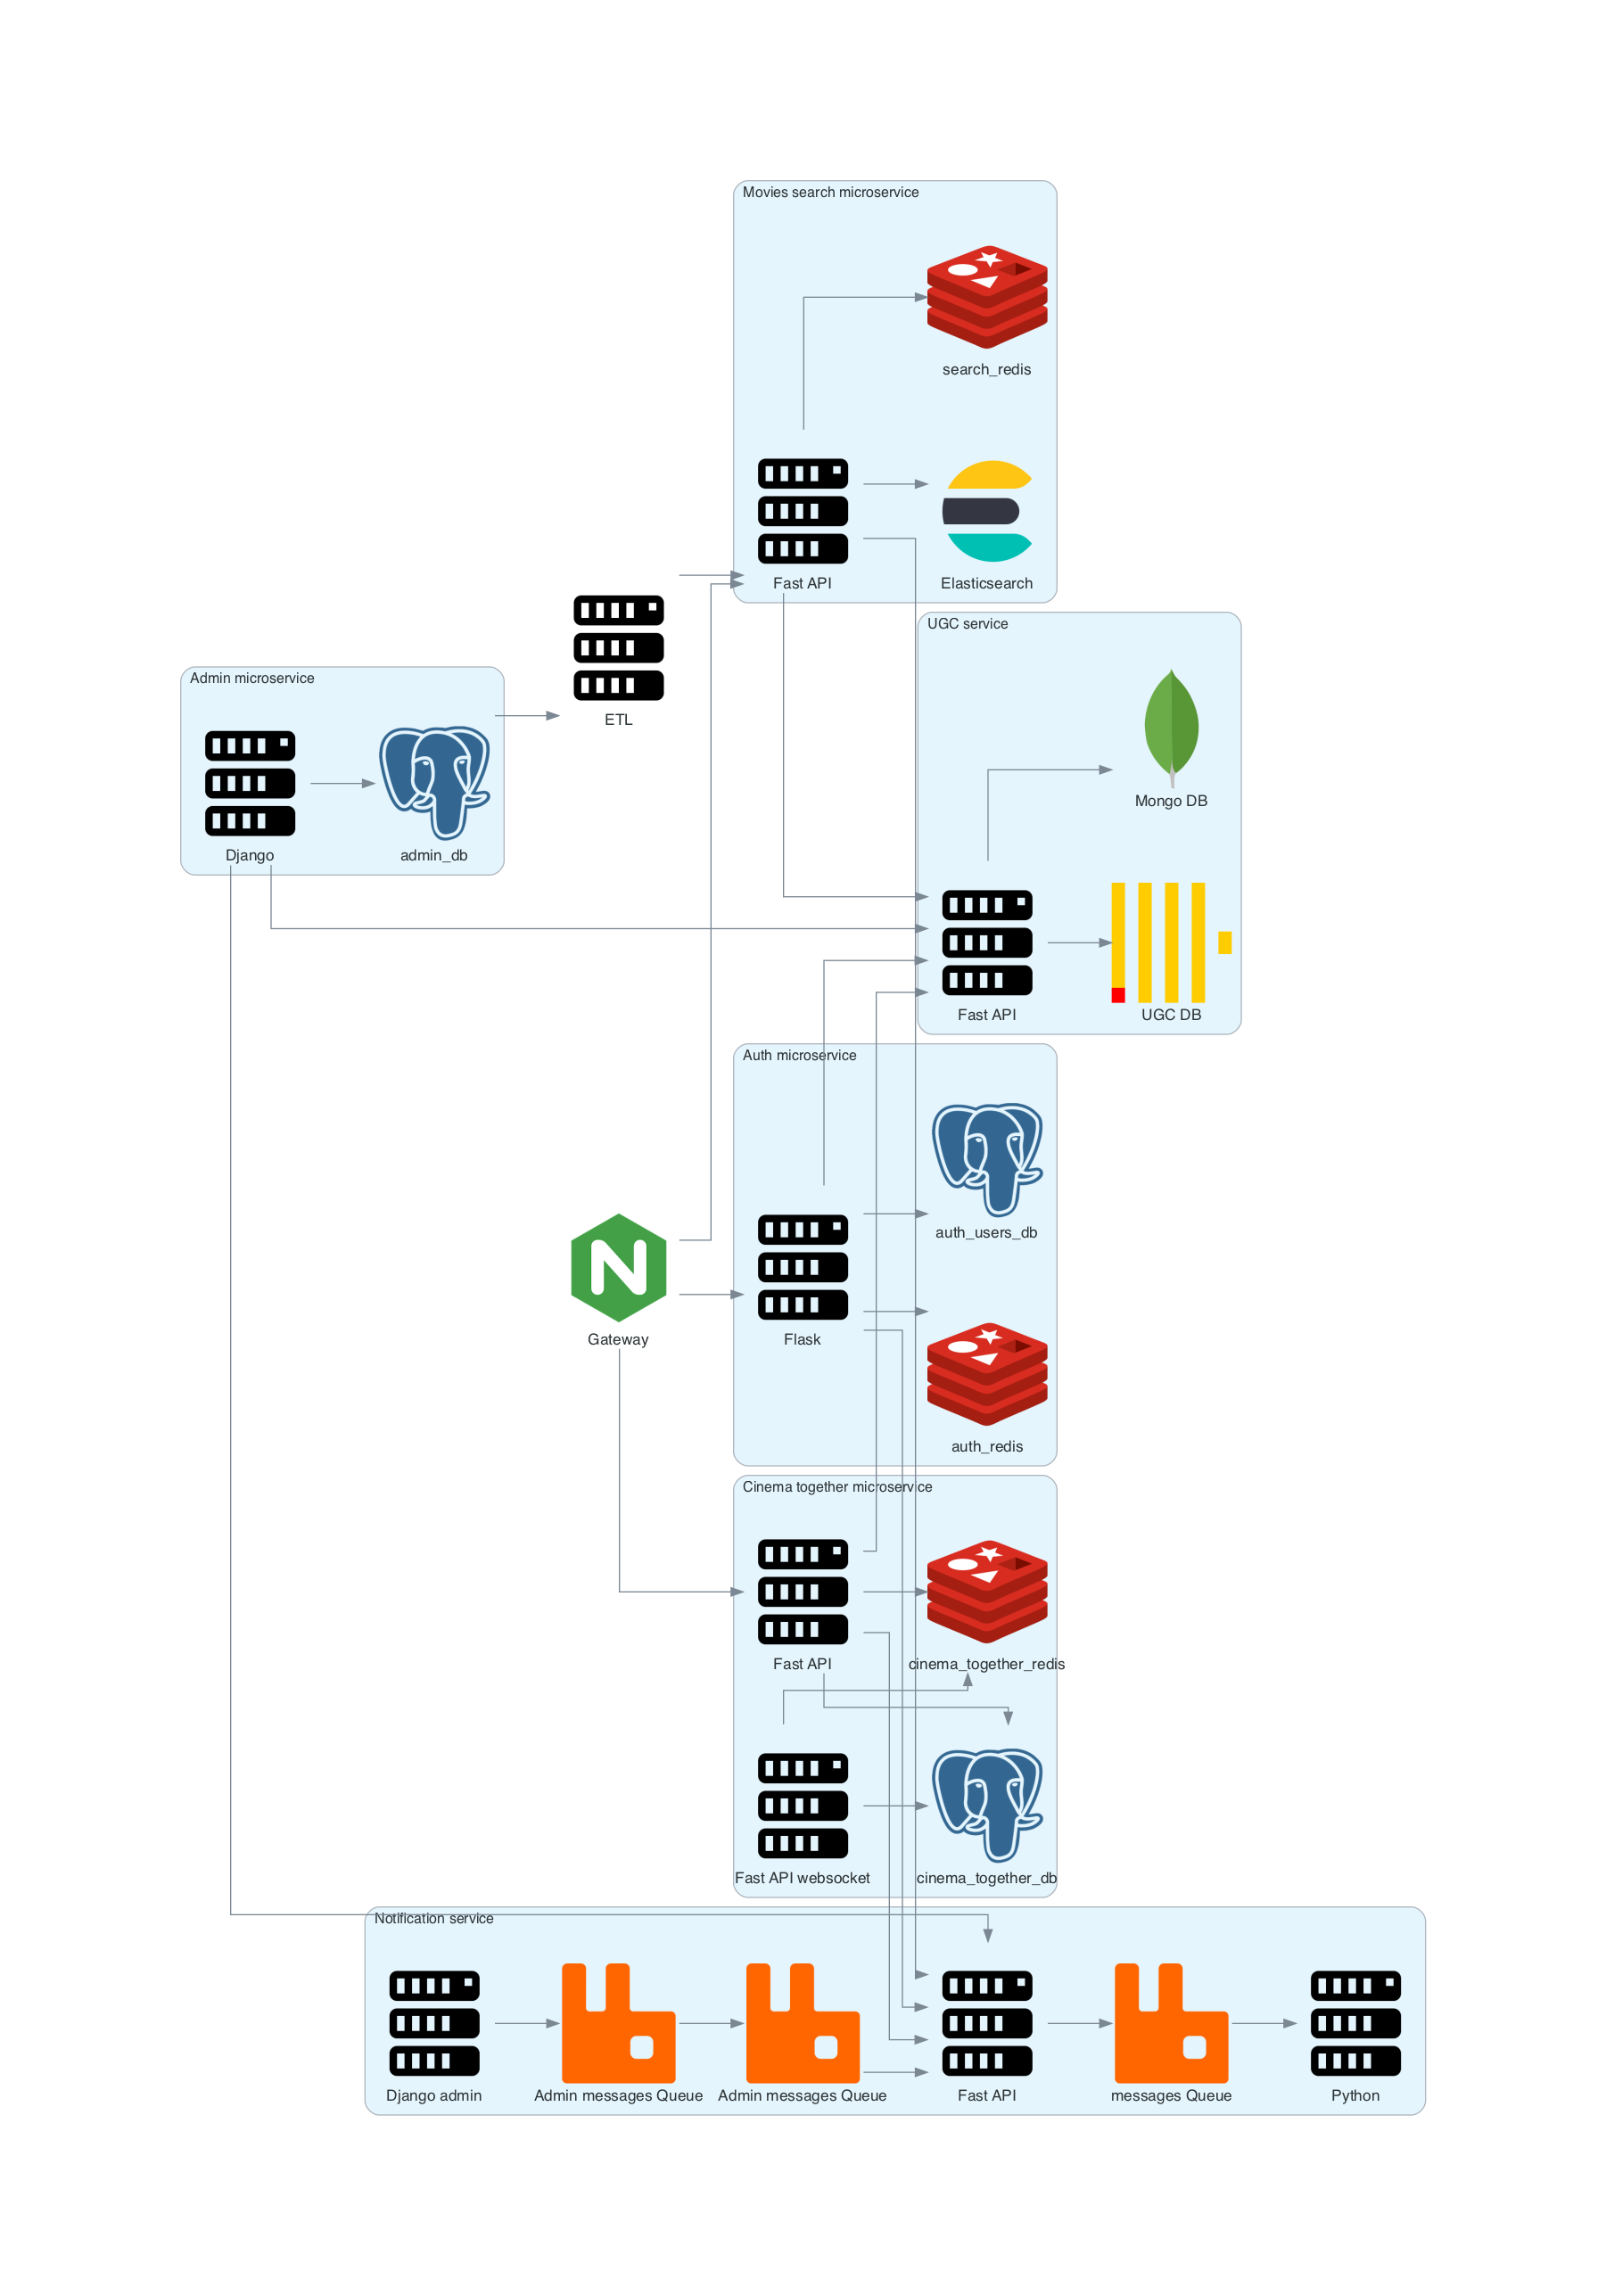 Movies search microservice
search_redis
Fast API
Elasticsearch
UGC service
Mongo DB
Fast API
UGC DB
ETL
Admin microservice
Django
admin_db
Auth microservice
auth_users_db
Gateway
Flask
auth_redis
Cinema together microservice
Fast API
cinema_together_redis
Fast API websocket
cinema_together_db
Notification service
Django admin
Admin messages Queue
Admin messages Queue
Fast API
messages Queue
Python